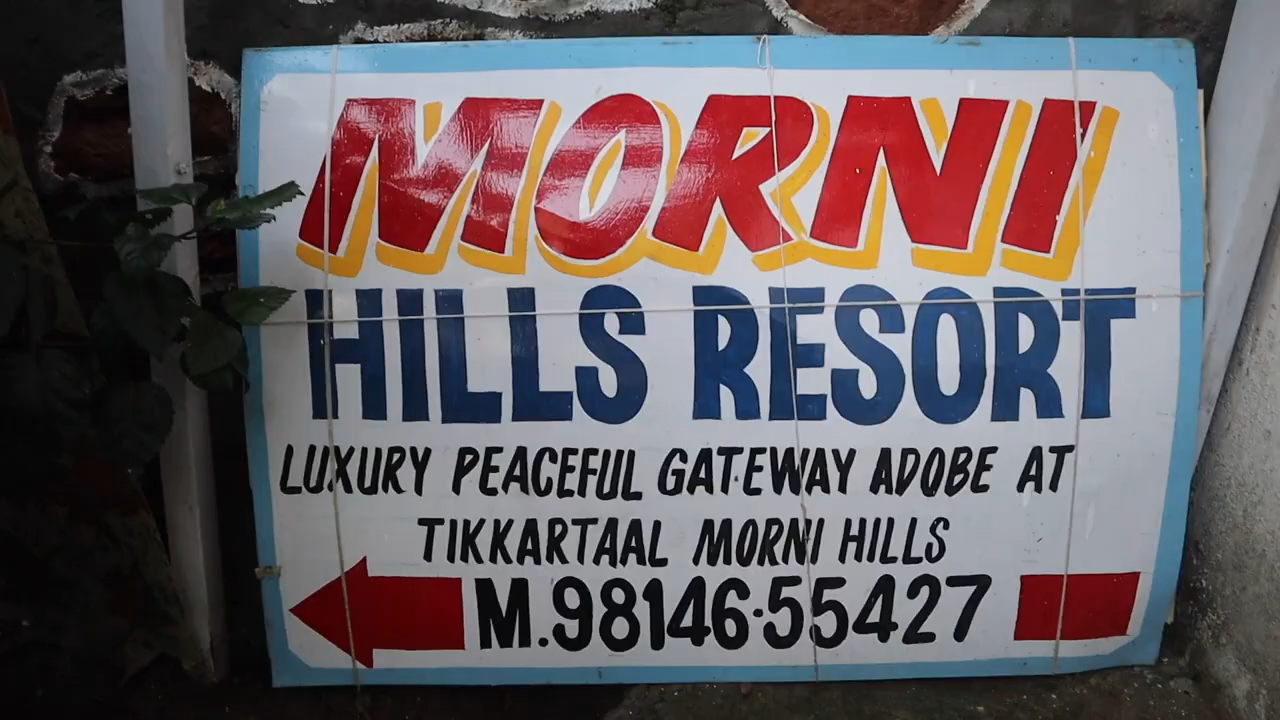 MORNI
HILLS RESORT
LUXURY PEACEFUL GATEWAY ADOBE AT
TIKKARTAAL MORNI HILLS
M.98146-55427